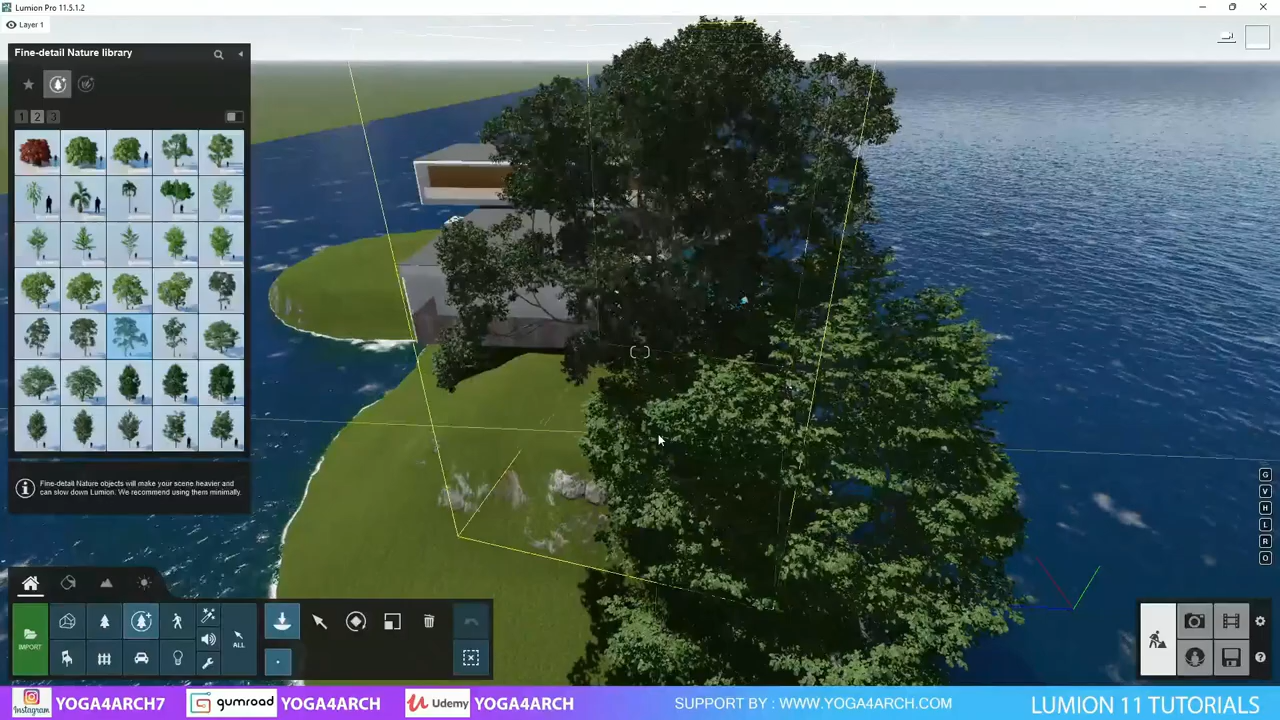 Lumion Pro 11.5.1.2
Layer 1
Fine-detail Nature library
1 2 3
Fine-detail Nature objects will make your scene heavier and
can slow down Lumion. We recommend using them minimally.
G
V
H
L
R
O
IMPORT
ALL
Instagram YOGA4ARCH7 gumroad YOGA4ARCH Udemy YOGA4ARCH SUPPORT BY : WWW.YOGA4ARCH.COM LUMION 11 TUTORIALS